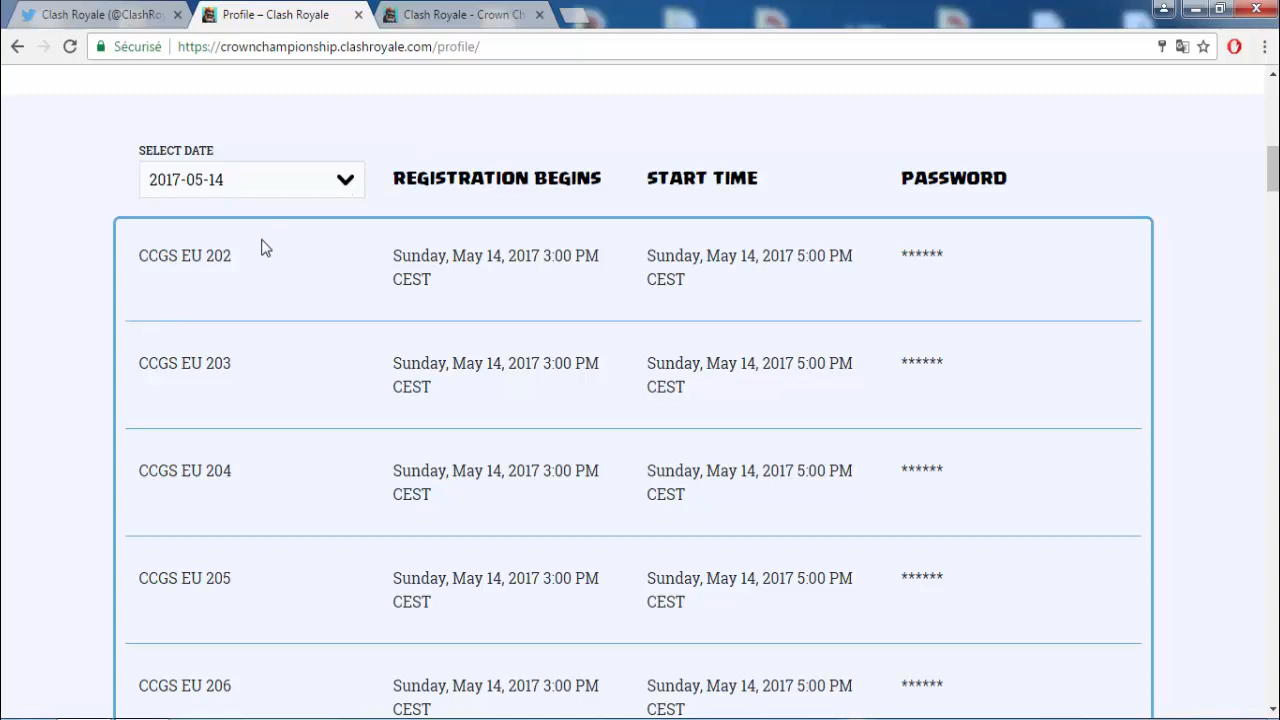 Clash Royale (@ClashRo
Profile – Clash Royale
Clash Royale - Crown Ch
Sécurisé
https://crownchampionship.clashroyale.com/profile/
SELECT DATE
2017-05-14
REGISTRATION BEGINS
START TIME
PASSWORD
CCGS EU 202
Sunday, May 14, 2017 3:00 PM
CEST
Sunday, May 14, 2017 5:00 PM
CEST
******
CCGS EU 203
Sunday, May 14, 2017 3:00 PM
CEST
Sunday, May 14, 2017 5:00 PM
CEST
******
CCGS EU 204
Sunday, May 14, 2017 3:00 PM
CEST
Sunday, May 14, 2017 5:00 PM
CEST
******
CCGS EU 205
Sunday, May 14, 2017 3:00 PM
CEST
Sunday, May 14, 2017 5:00 PM
CEST
******
CCGS EU 206
Sunday, May 14, 2017 3:00 PM
CEST
Sunday, May 14, 2017 5:00 PM
CEST
******